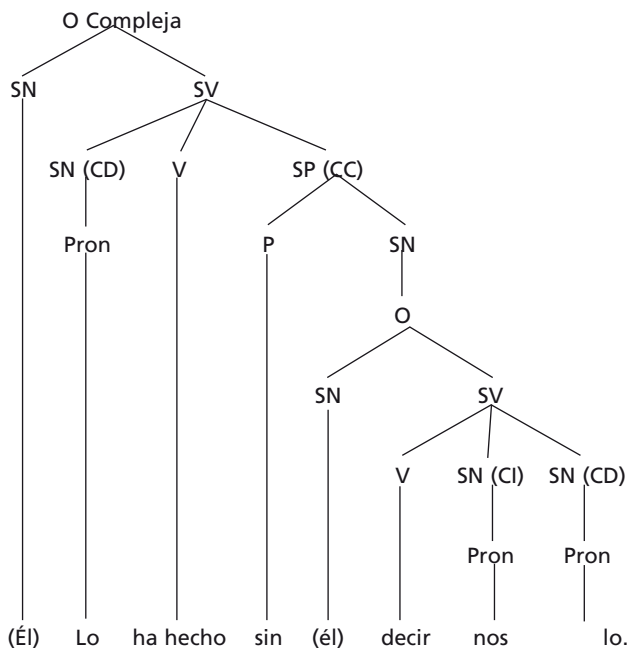 O Compleja
SN SV
SN (CD) V SP (CC)
Pron P SN
O
SN SV
V SN (CI) SN (CD)
Pron Pron
(Él) Lo ha hecho sin (él) decir nos lo.